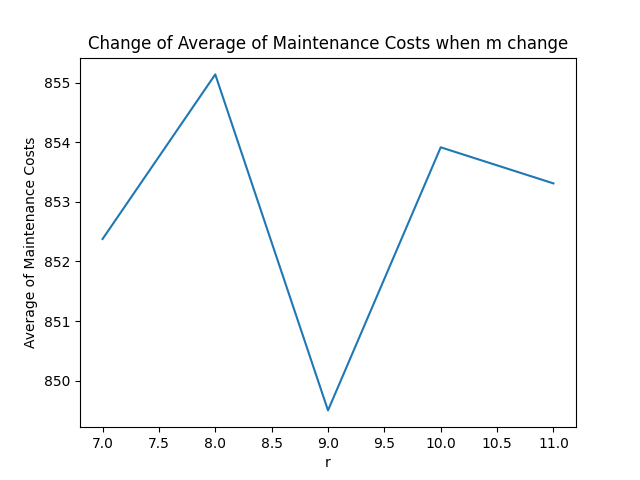 Change of Average of Maintenance Costs when m change
Average of Maintenance Costs
855
854
853
852
851
850
7.0 7.5 8.0 8.5 9.0 9.5 10.0 10.5 11.0
r